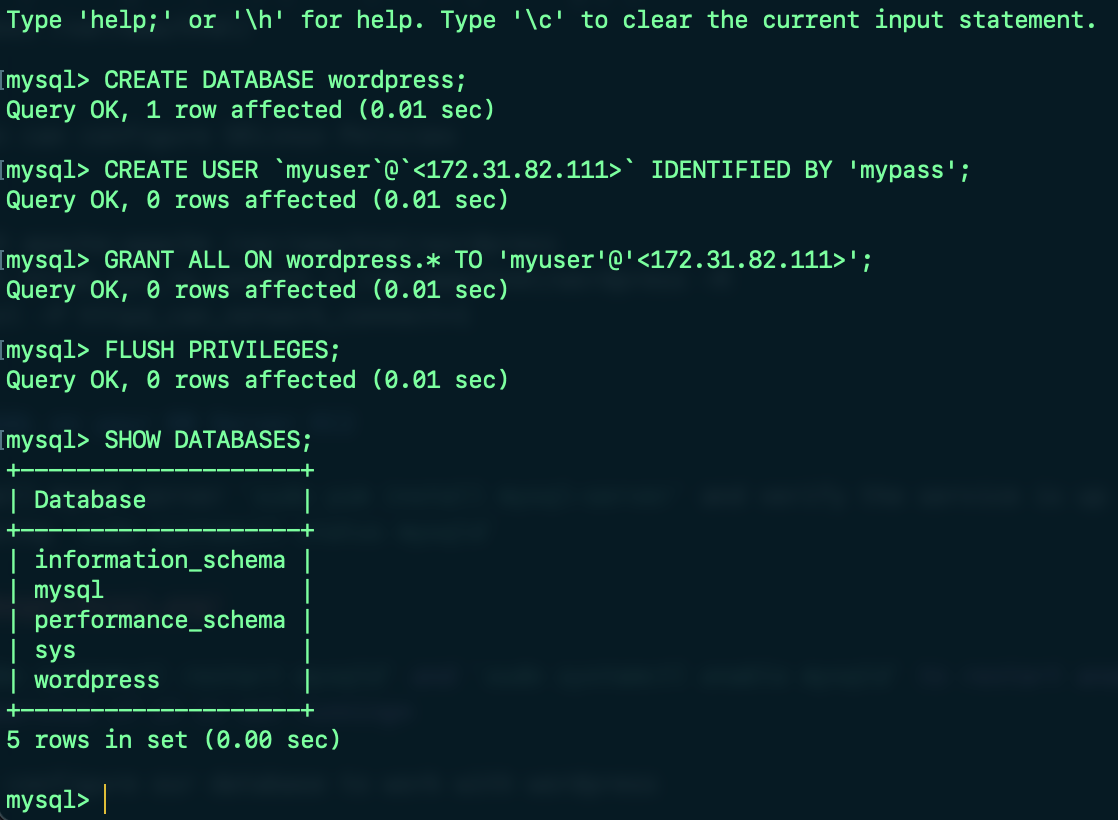 Type 'help;' or '\h' for help. Type '\c' to clear the current input statement.
[mysql> CREATE DATABASE wordpress;
Query OK, 1 row affected (0.01 sec)
[mysql> CREATE USER `myuser`@`<172.31.82.111>` IDENTIFIED BY 'mypass';
Query OK, 0 rows affected (0.01 sec)
[mysql> GRANT ALL ON wordpress.* TO 'myuser'@'<172.31.82.111>';
Query OK, 0 rows affected (0.01 sec)
[mysql> FLUSH PRIVILEGES;
Query OK, 0 rows affected (0.01 sec)
[mysql> SHOW DATABASES;
+--------------------+
| Database           |
+--------------------+
| information_schema |
| mysql              |
| performance_schema |
| sys                |
| wordpress          |
+--------------------+
5 rows in set (0.00 sec)
mysql>